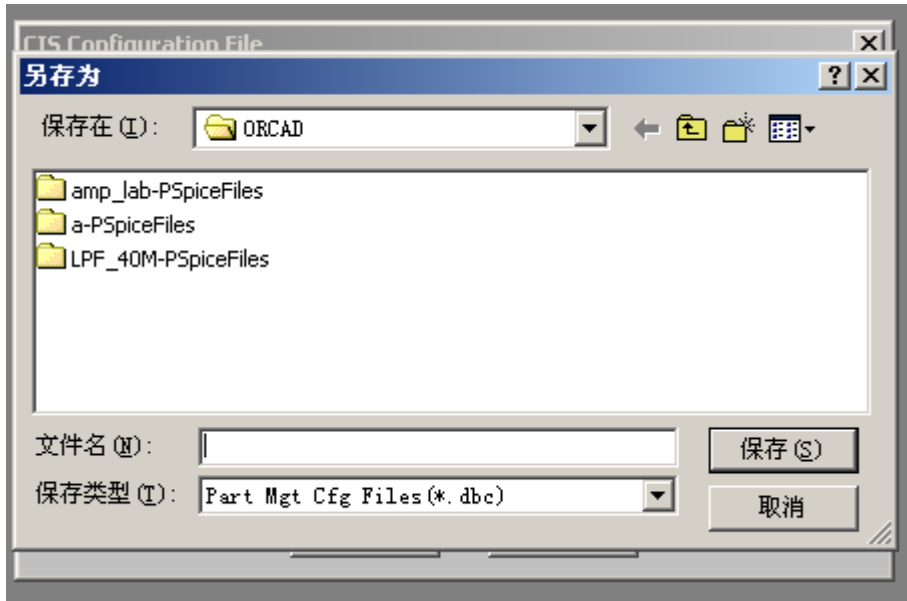 CIS Configuration File
另存为
保存在(I):
ORCAD
amp_lab-PSpiceFiles
a-PSpiceFiles
LPF_40M-PSpiceFiles
文件名(N):
保存(S)
保存类型(T):
Part Mgt Cfg Files(*.dbc)
取消